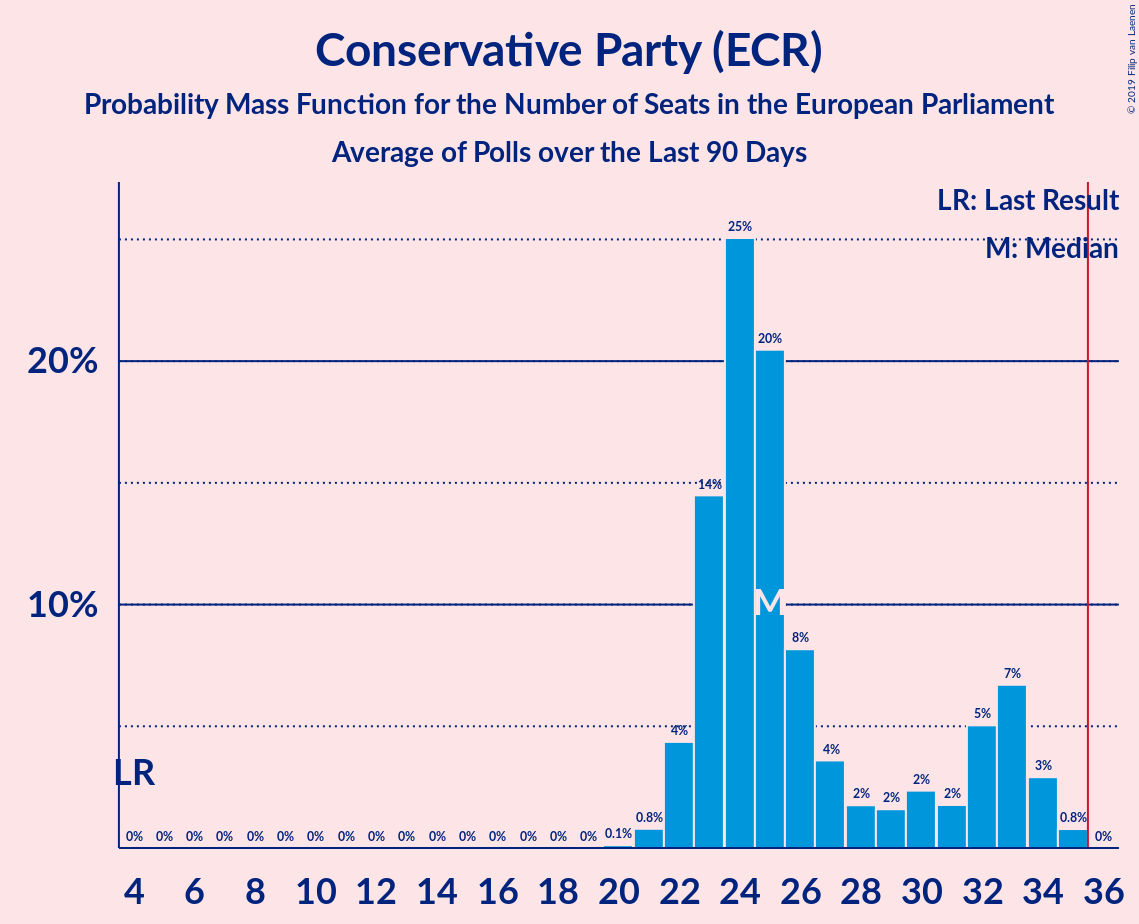 Conservative Party (ECR)
Probability Mass Function for the Number of Seats in the European Parliament
Average of Polls over the Last 90 Days
© 2019 Filip van Laenen
LR: Last Result
M: Median
20%
10%
LR
M
0% 0% 0% 0% 0% 0% 0% 0% 0% 0% 0% 0% 0% 0% 0% 0% 0.1% 0.8% 4% 14% 25% 20% 8% 4% 2% 2% 2% 2% 5% 7% 3% 0.8% 0%
4 6 8 10 12 14 16 18 20 22 24 26 28 30 32 34 36